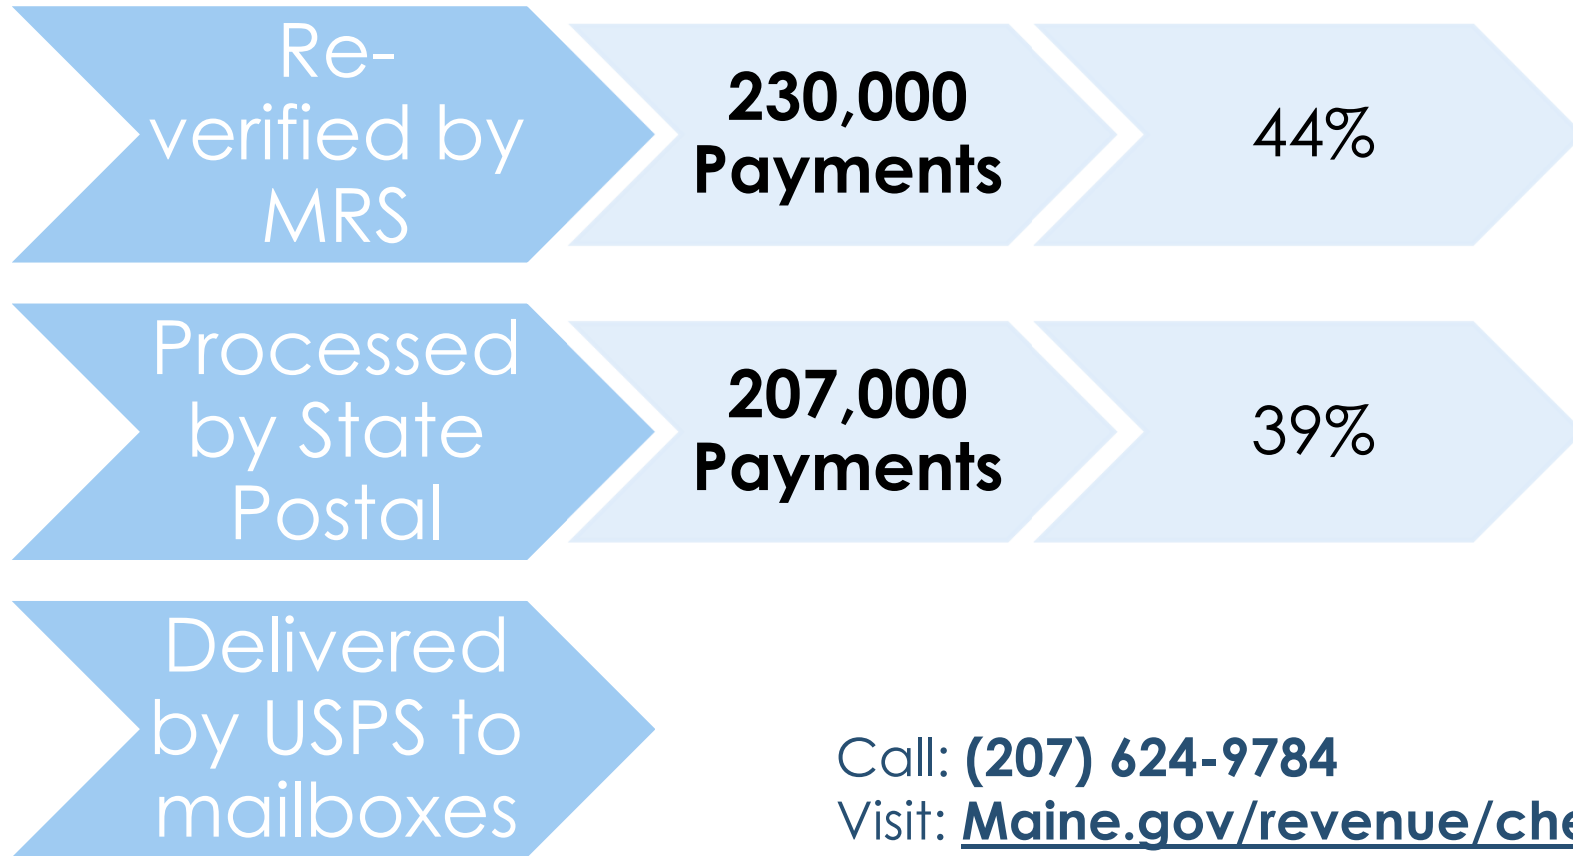 Re-
verified by
MRS
230,000
Payments
44%
Processed
by State
Postal
207,000
Payments
39%
Delivered
by USPS to
mailboxes
Call: (207) 624-9784
Visit: Maine.gov/revenue/che